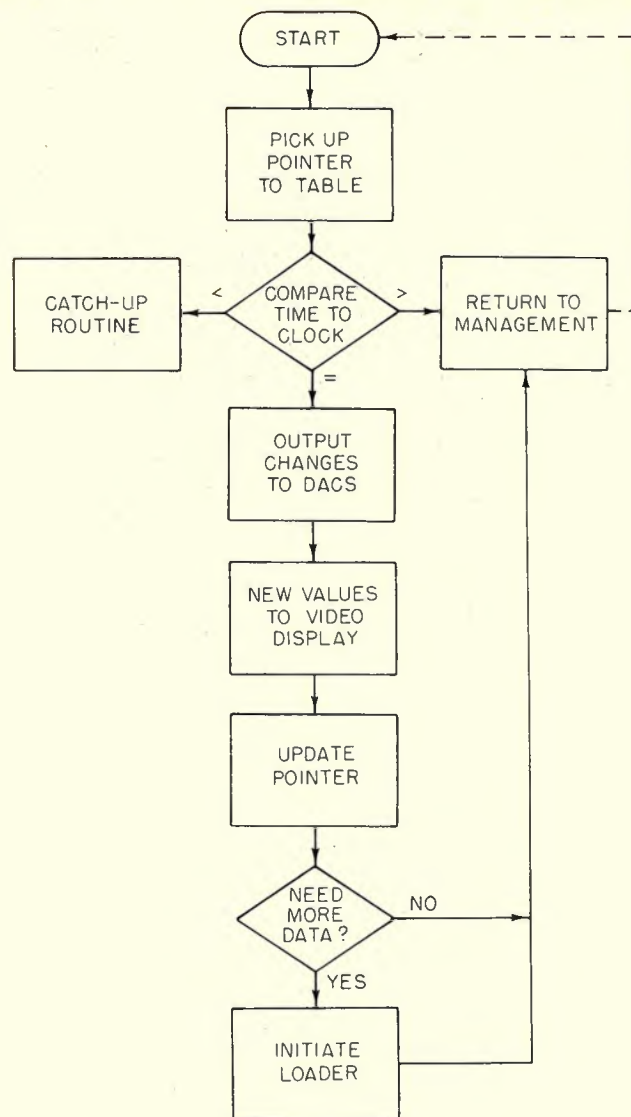 START
PICK UP
POINTER
TO TABLE
<
COMPARE
TIME TO
CLOCK
>
CATCH-UP
ROUTINE
RETURN TO
MANAGEMENT
=
OUTPUT
CHANGES
TO DACS
NEW VALUES
TO VIDEO
DISPLAY
UPDATE
POINTER
NEED
MORE
DATA?
NO
YES
INITIATE
LOADER